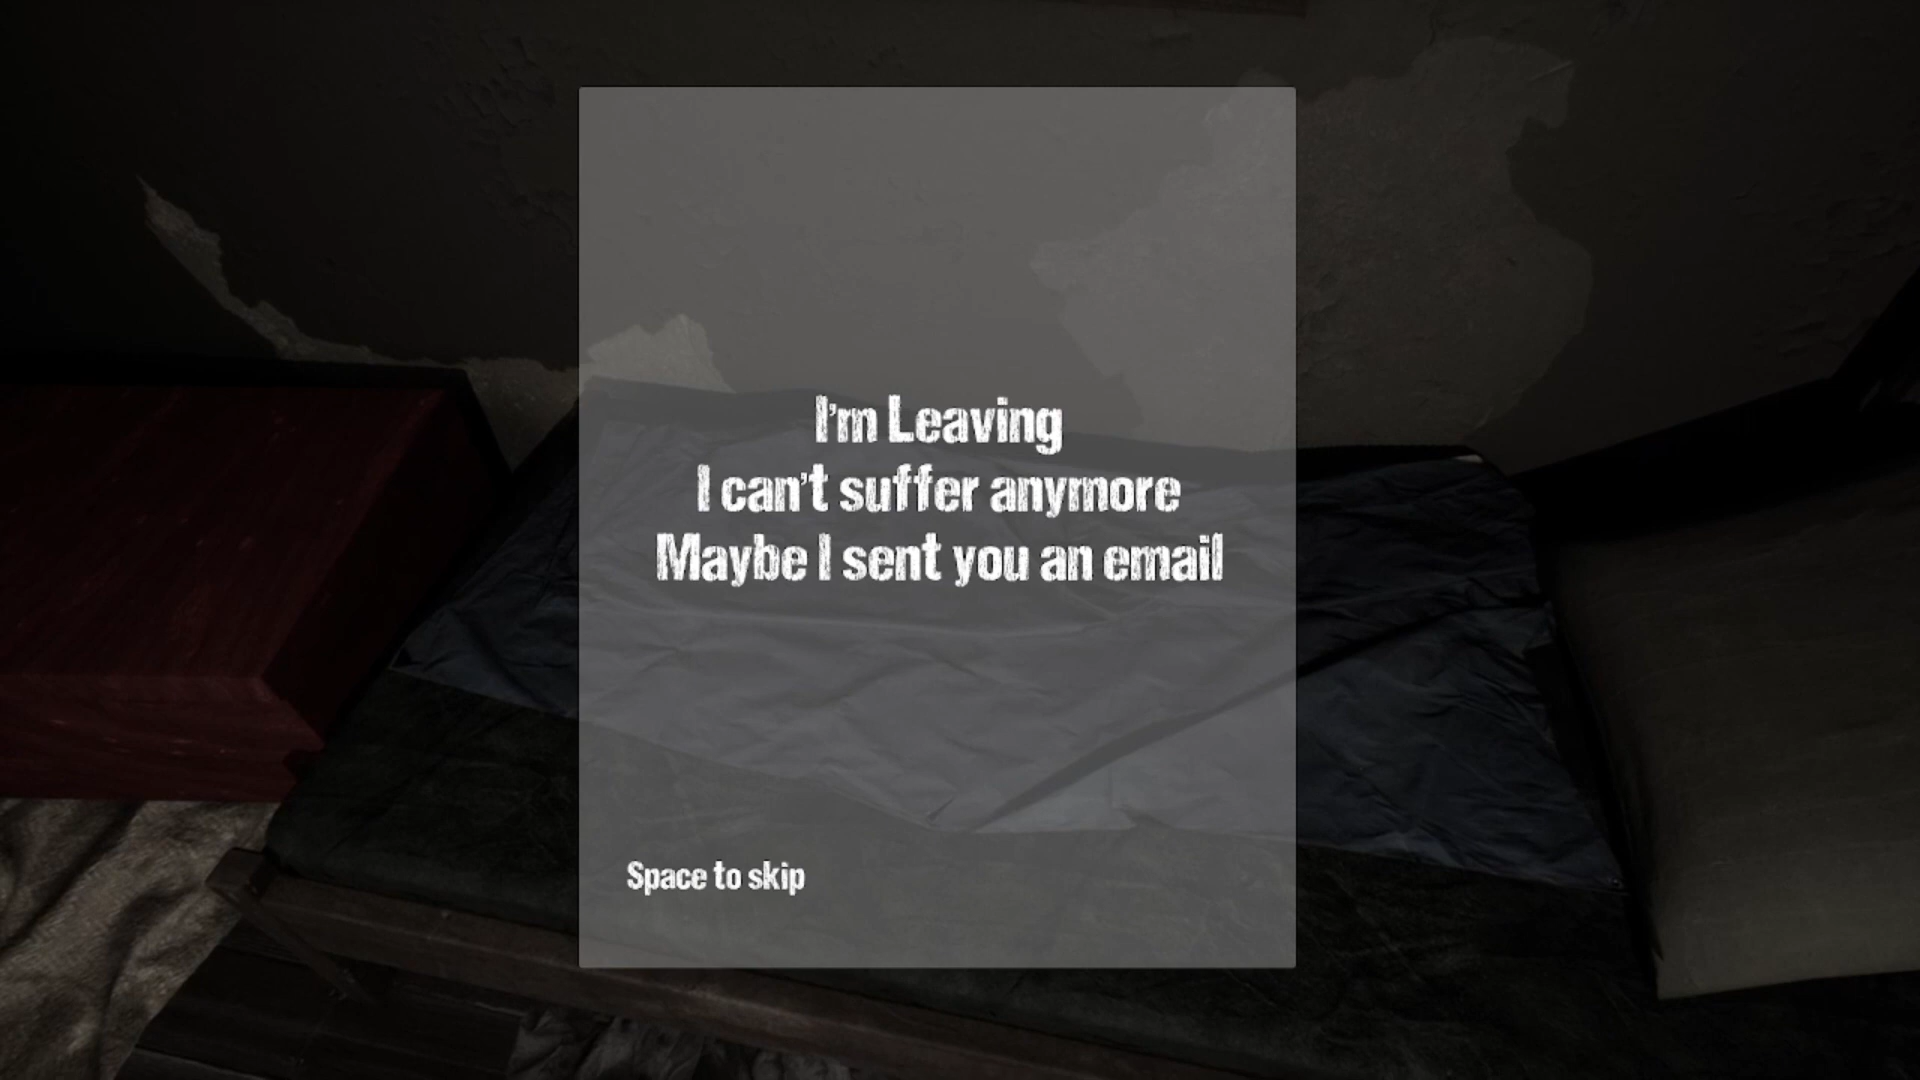 I'm Leaving
I can't suffer anymore
Maybe I sent you an email
Space to skip